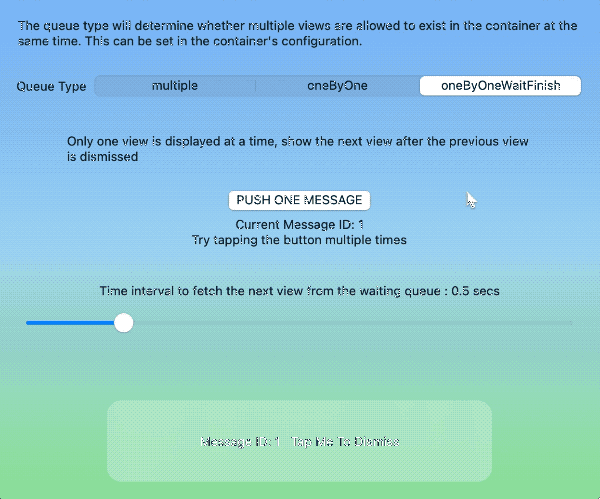 The queue type will determine whether multiple views are allowed to exist in the container at the
same time. This can be set in the container's configuration.
Queue Type multiple oneByOne oneByOneWaitFinish
Only one view is displayed at a time, show the next view after the previous view
is dismissed
PUSH ONE MESSAGE
Current Message ID: 1
Try tapping the button multiple times
Time interval to fetch the next view from the waiting queue : 0.5 secs
Message ID: 1 Tap Me To Dismiss